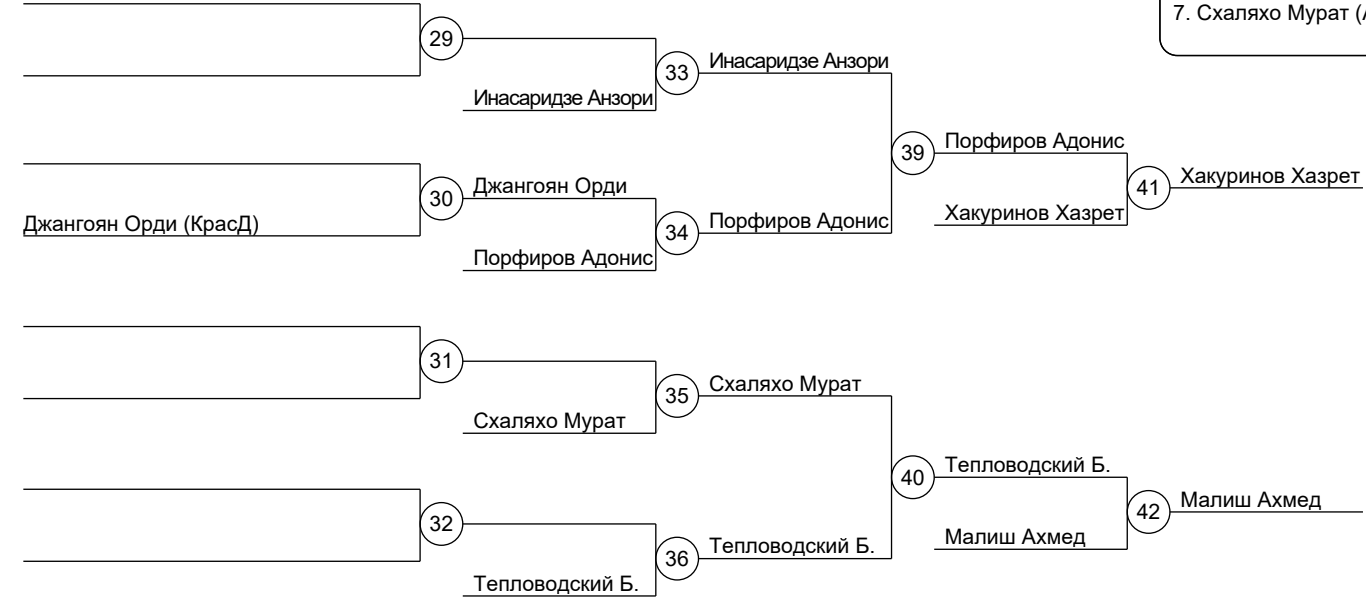 7. Схаляхо Мурат (
29
Инасаридзе Анзори
33
Инасаридзе Анзори
39
Порфиров Адонис
41
Хакуринов Хазрет
Хакуринов Хазрет
Джангоян Орди (КрасД)
30
Джангоян Орди
34
Порфиров Адонис
Порфиров Адонис
31
35
Схаляхо Мурат
Схаляхо Мурат
40
Тепловодский Б.
42
Малиш Ахмед
Малиш Ахмед
32
36
Тепловодский Б.
Тепловодский Б.